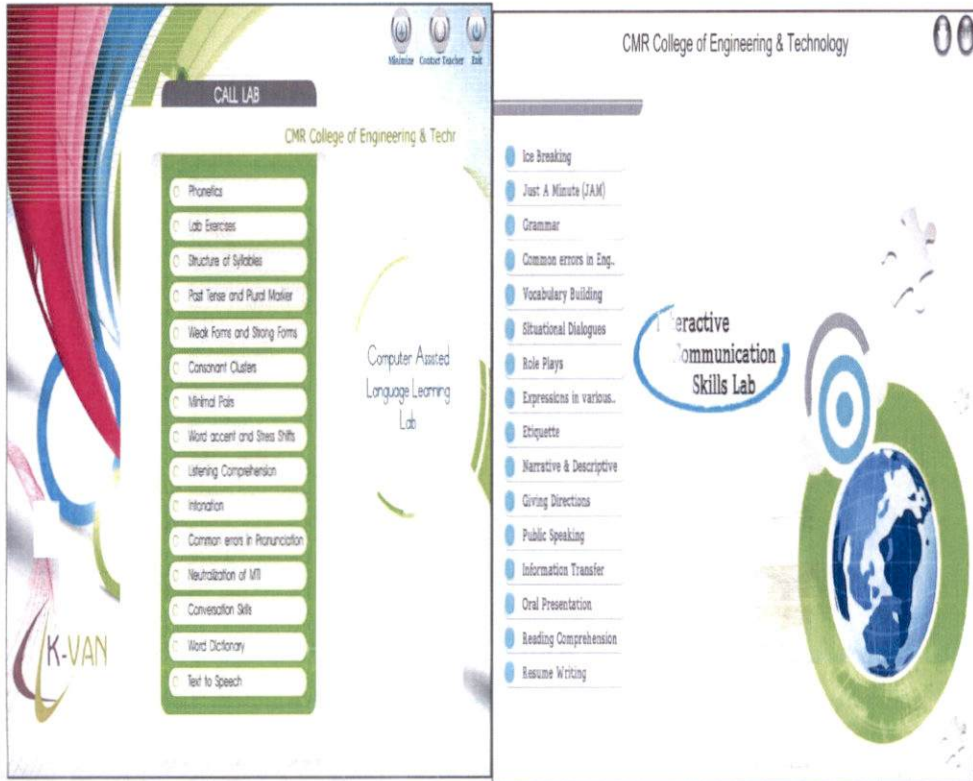 Minimize Contact Teacher Exit
CALL LAB
CMR College of Engineering & Techr
Phonetics
Lab Exercises
Structure of Syllables
Past Tense and Plural Marker
Weak Forms and Strong Forms
Consonant Clusters
Minimal Pairs
Word accent and Stress Shifts
Listening Comprehension
Intonation
Common errors in Pronunciation
Neutralization of MTI
Conversation Skills
Word Dictionary
Text to Speech
Computer Assisted
Language Learning
Lab
K-VAN
CMR College of Engineering & Technology
Ice Breaking
Just A Minute (JAM)
Grammar
Common errors in Eng..
Vocabulary Building
Situational Dialogues
Role Plays
Expressions in various..
Etiquette
Narrative & Descriptive
Giving Directions
Public Speaking
Information Transfer
Oral Presentation
Reading Comprehension
Resume Writing
I eractive
ommunication
Skills Lab